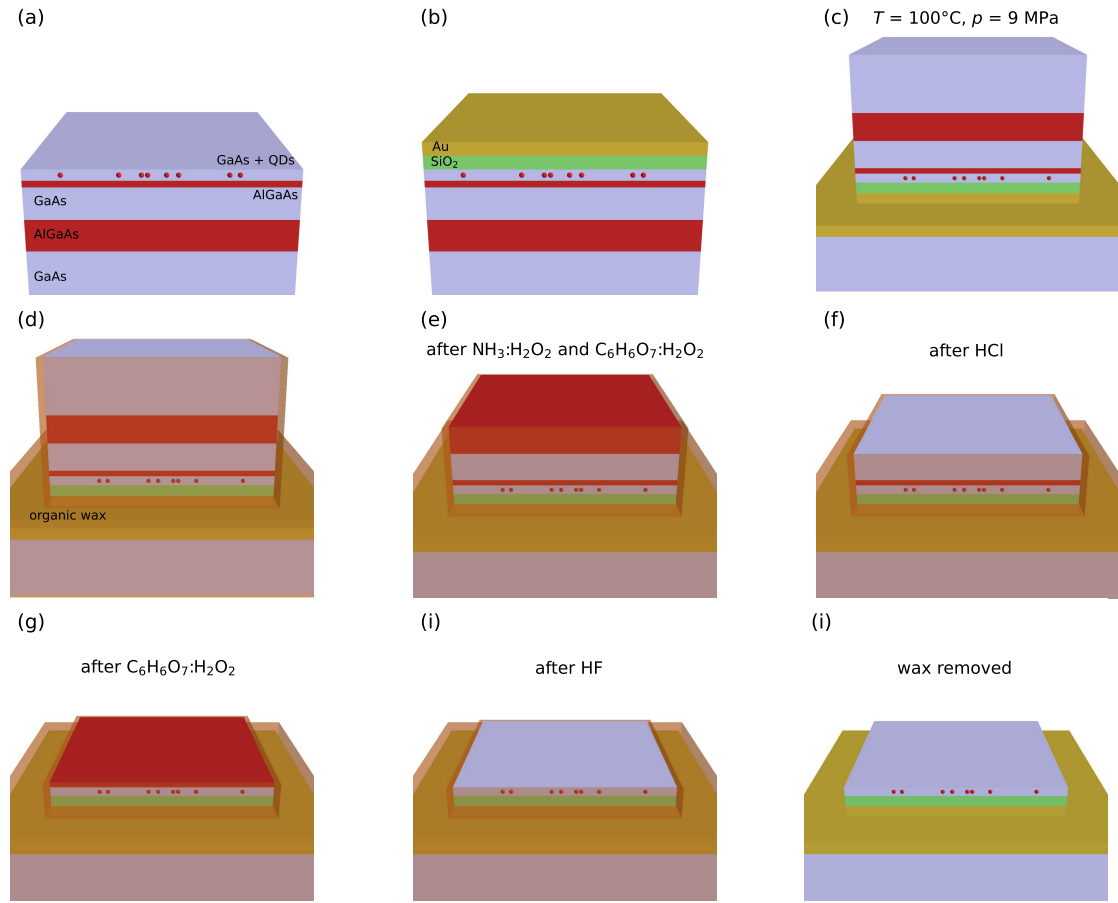 (a)
GaAs + QDs
AlGaAs
GaAs
AlGaAs
GaAs
(b)
Au
SiO₂
(c) T = 100°C, p = 9 MPa
(d)
organic wax
(e)
after NH₃:H₂O₂ and C₆H₆O₇:H₂O₂
(f)
after HCl
(g)
after C₆H₆O₇:H₂O₂
(i)
after HF
(i)
wax removed